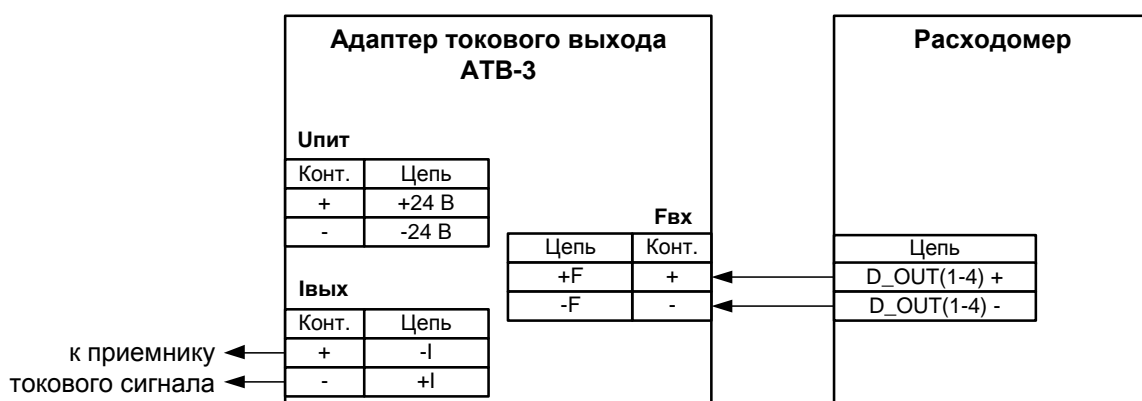 Адаптер токового выхода
АТВ-3
Расходомер
Uпит
Конт. Цепь
+ +24 В
- -24 В
Fвх
Цепь Конт.
+F +
-F -
Цепь
D_OUT(1-4) +
D_OUT(1-4) -
Iвых
Конт. Цепь
+ -I
- +I
к приемнику
токового сигнала